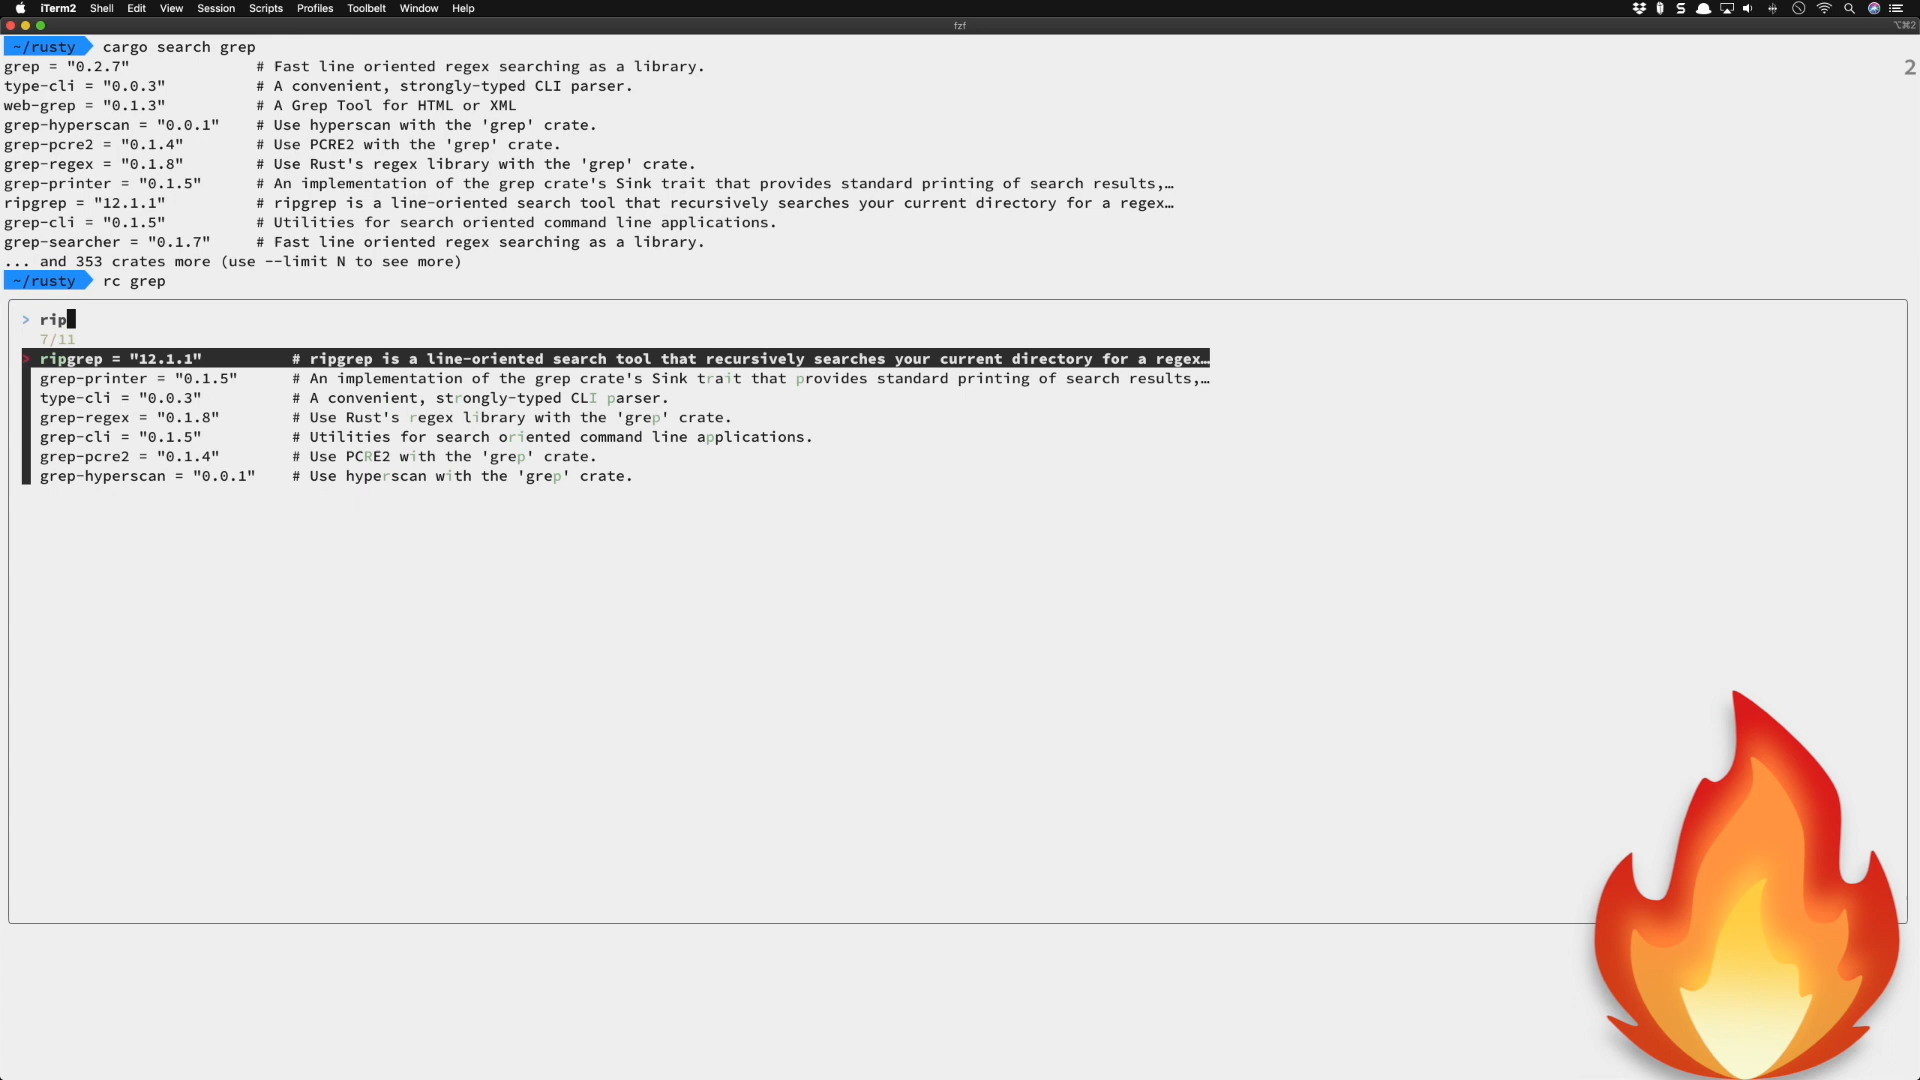 iTerm2 Shell Edit View Session Scripts Profiles Toolbelt Window Help
fzf ⌥⌘2
~/rusty cargo search grep
grep = "0.2.7" # Fast line oriented regex searching as a library.
2
type-cli = "0.0.3" # A convenient, strongly-typed CLI parser.
web-grep = "0.1.3" # A Grep Tool for HTML or XML
grep-hyperscan = "0.0.1" # Use hyperscan with the 'grep' crate.
grep-pcre2 = "0.1.4" # Use PCRE2 with the 'grep' crate.
grep-regex = "0.1.8" # Use Rust's regex library with the 'grep' crate.
grep-printer = "0.1.5" # An implementation of the grep crate's Sink trait that provides standard printing of search results,…
ripgrep = "12.1.1" # ripgrep is a line-oriented search tool that recursively searches your current directory for a regex…
grep-cli = "0.1.5" # Utilities for search oriented command line applications.
grep-searcher = "0.1.7" # Fast line oriented regex searching as a library.
... and 353 crates more (use --limit N to see more)
~/rusty rc grep
> rip
7/11
> ripgrep = "12.1.1" # ripgrep is a line-oriented search tool that recursively searches your current directory for a regex…
grep-printer = "0.1.5" # An implementation of the grep crate's Sink trait that provides standard printing of search results,…
type-cli = "0.0.3" # A convenient, strongly-typed CLI parser.
grep-regex = "0.1.8" # Use Rust's regex library with the 'grep' crate.
grep-cli = "0.1.5" # Utilities for search oriented command line applications.
grep-pcre2 = "0.1.4" # Use PCRE2 with the 'grep' crate.
grep-hyperscan = "0.0.1" # Use hyperscan with the 'grep' crate.